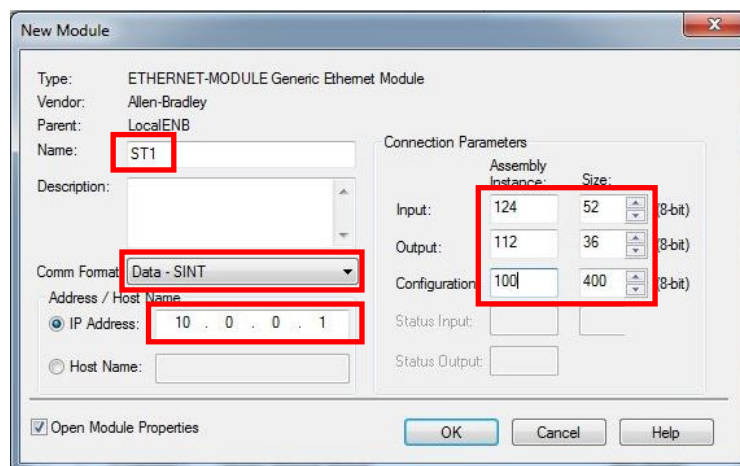 New Module
Type: ETHERNET-MODULE Generic Ethernet Module
Vendor: Allen-Bradley
Parent: LocalENB
Name: ST1
Description:
Comm Format Data - SINT
Address / Host Name
IP Address: 10 . 0 . 0 . 1
Host Name:
Connection Parameters
Assembly
Instance: Size:
Input: 124 52 (8-bit)
Output: 112 36 (8-bit)
Configuration 100 400 (8-bit)
Status Input:
Status Output:
Open Module Properties
OK Cancel Help